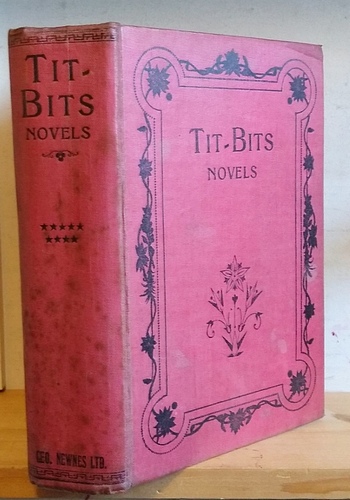 TIT-
BITS
NOVELS
GEO. NEWNES LTD.
TIT-BITS
NOVELS